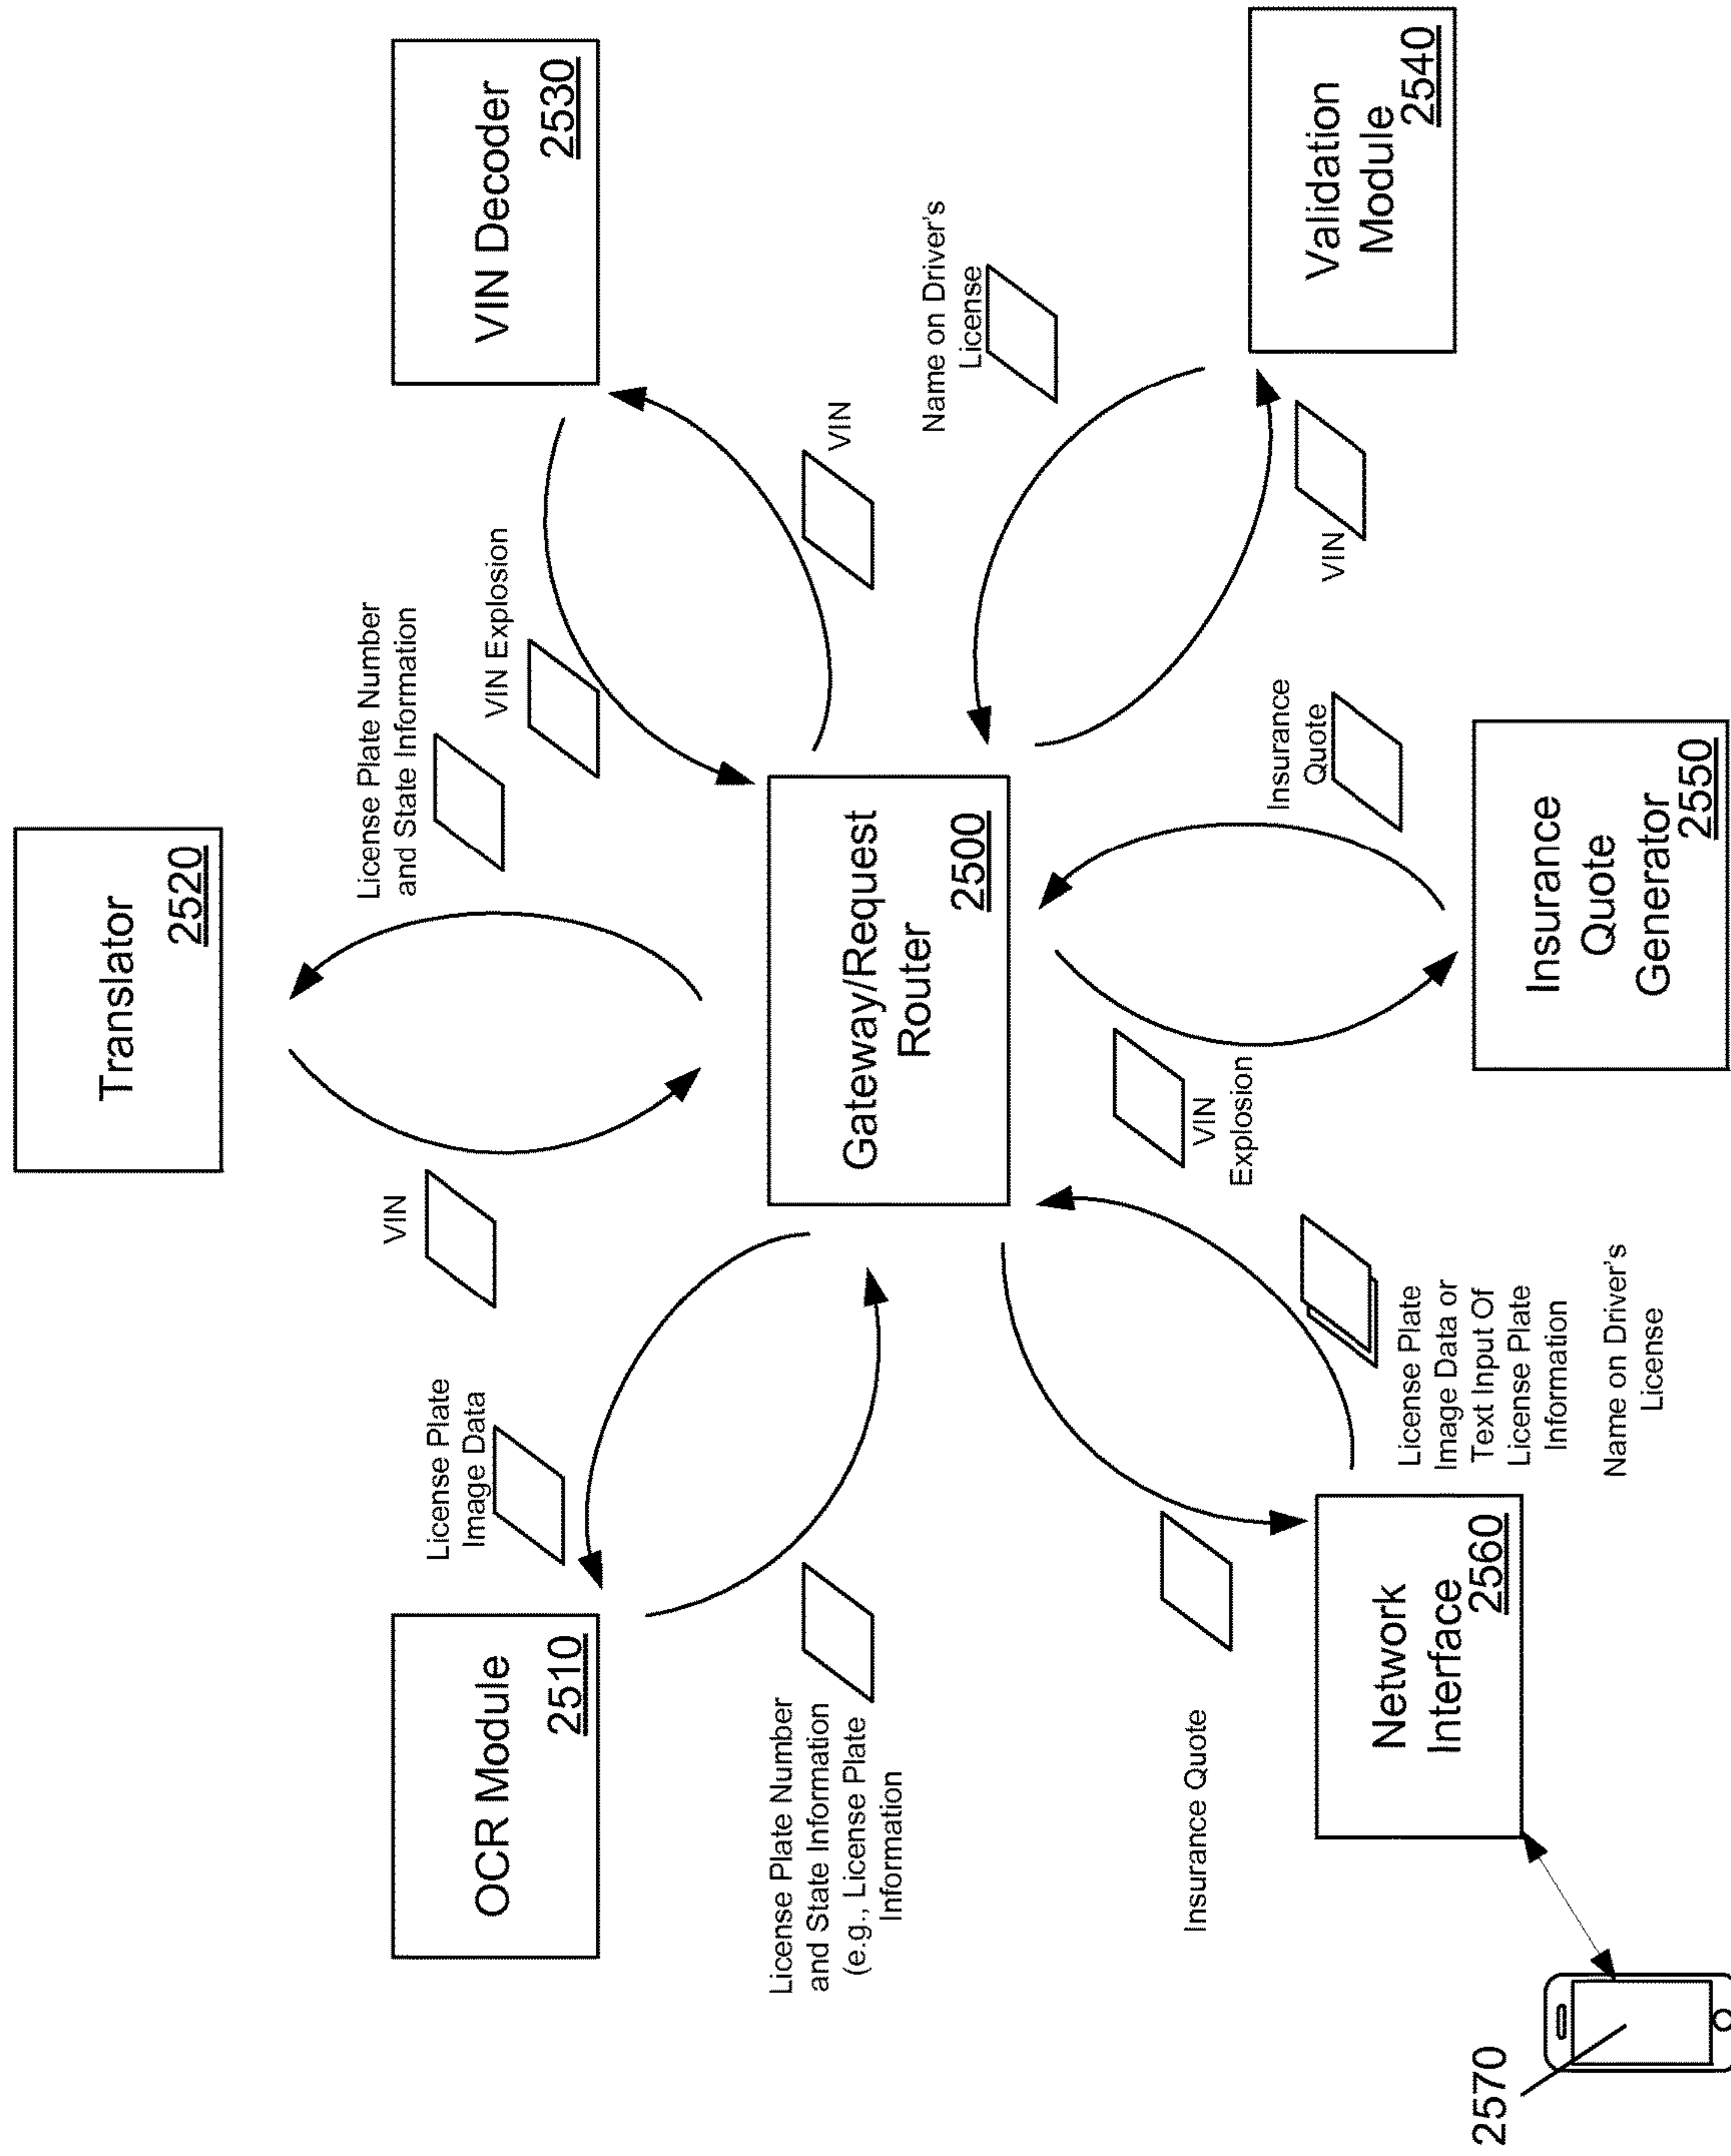 Translator
2520
License Plate Number
and State Information
VIN
VIN Explosion
License Plate
Image Data
OCR Module
2510
VIN Decoder
2530
License Plate Number
and State Information
(e.g., License Plate
Information
VIN
Gateway/Request
Router
2500
Name on Driver's
License
Insurance Quote
VIN
Explosion
Insurance
Quote
VIN
Validation
Module
2540
Network
Interface
2560
License Plate
Image Data or
Text Input Of
License Plate
Information
Name on Driver's
License
Insurance
Quote
Generator
2550
2570